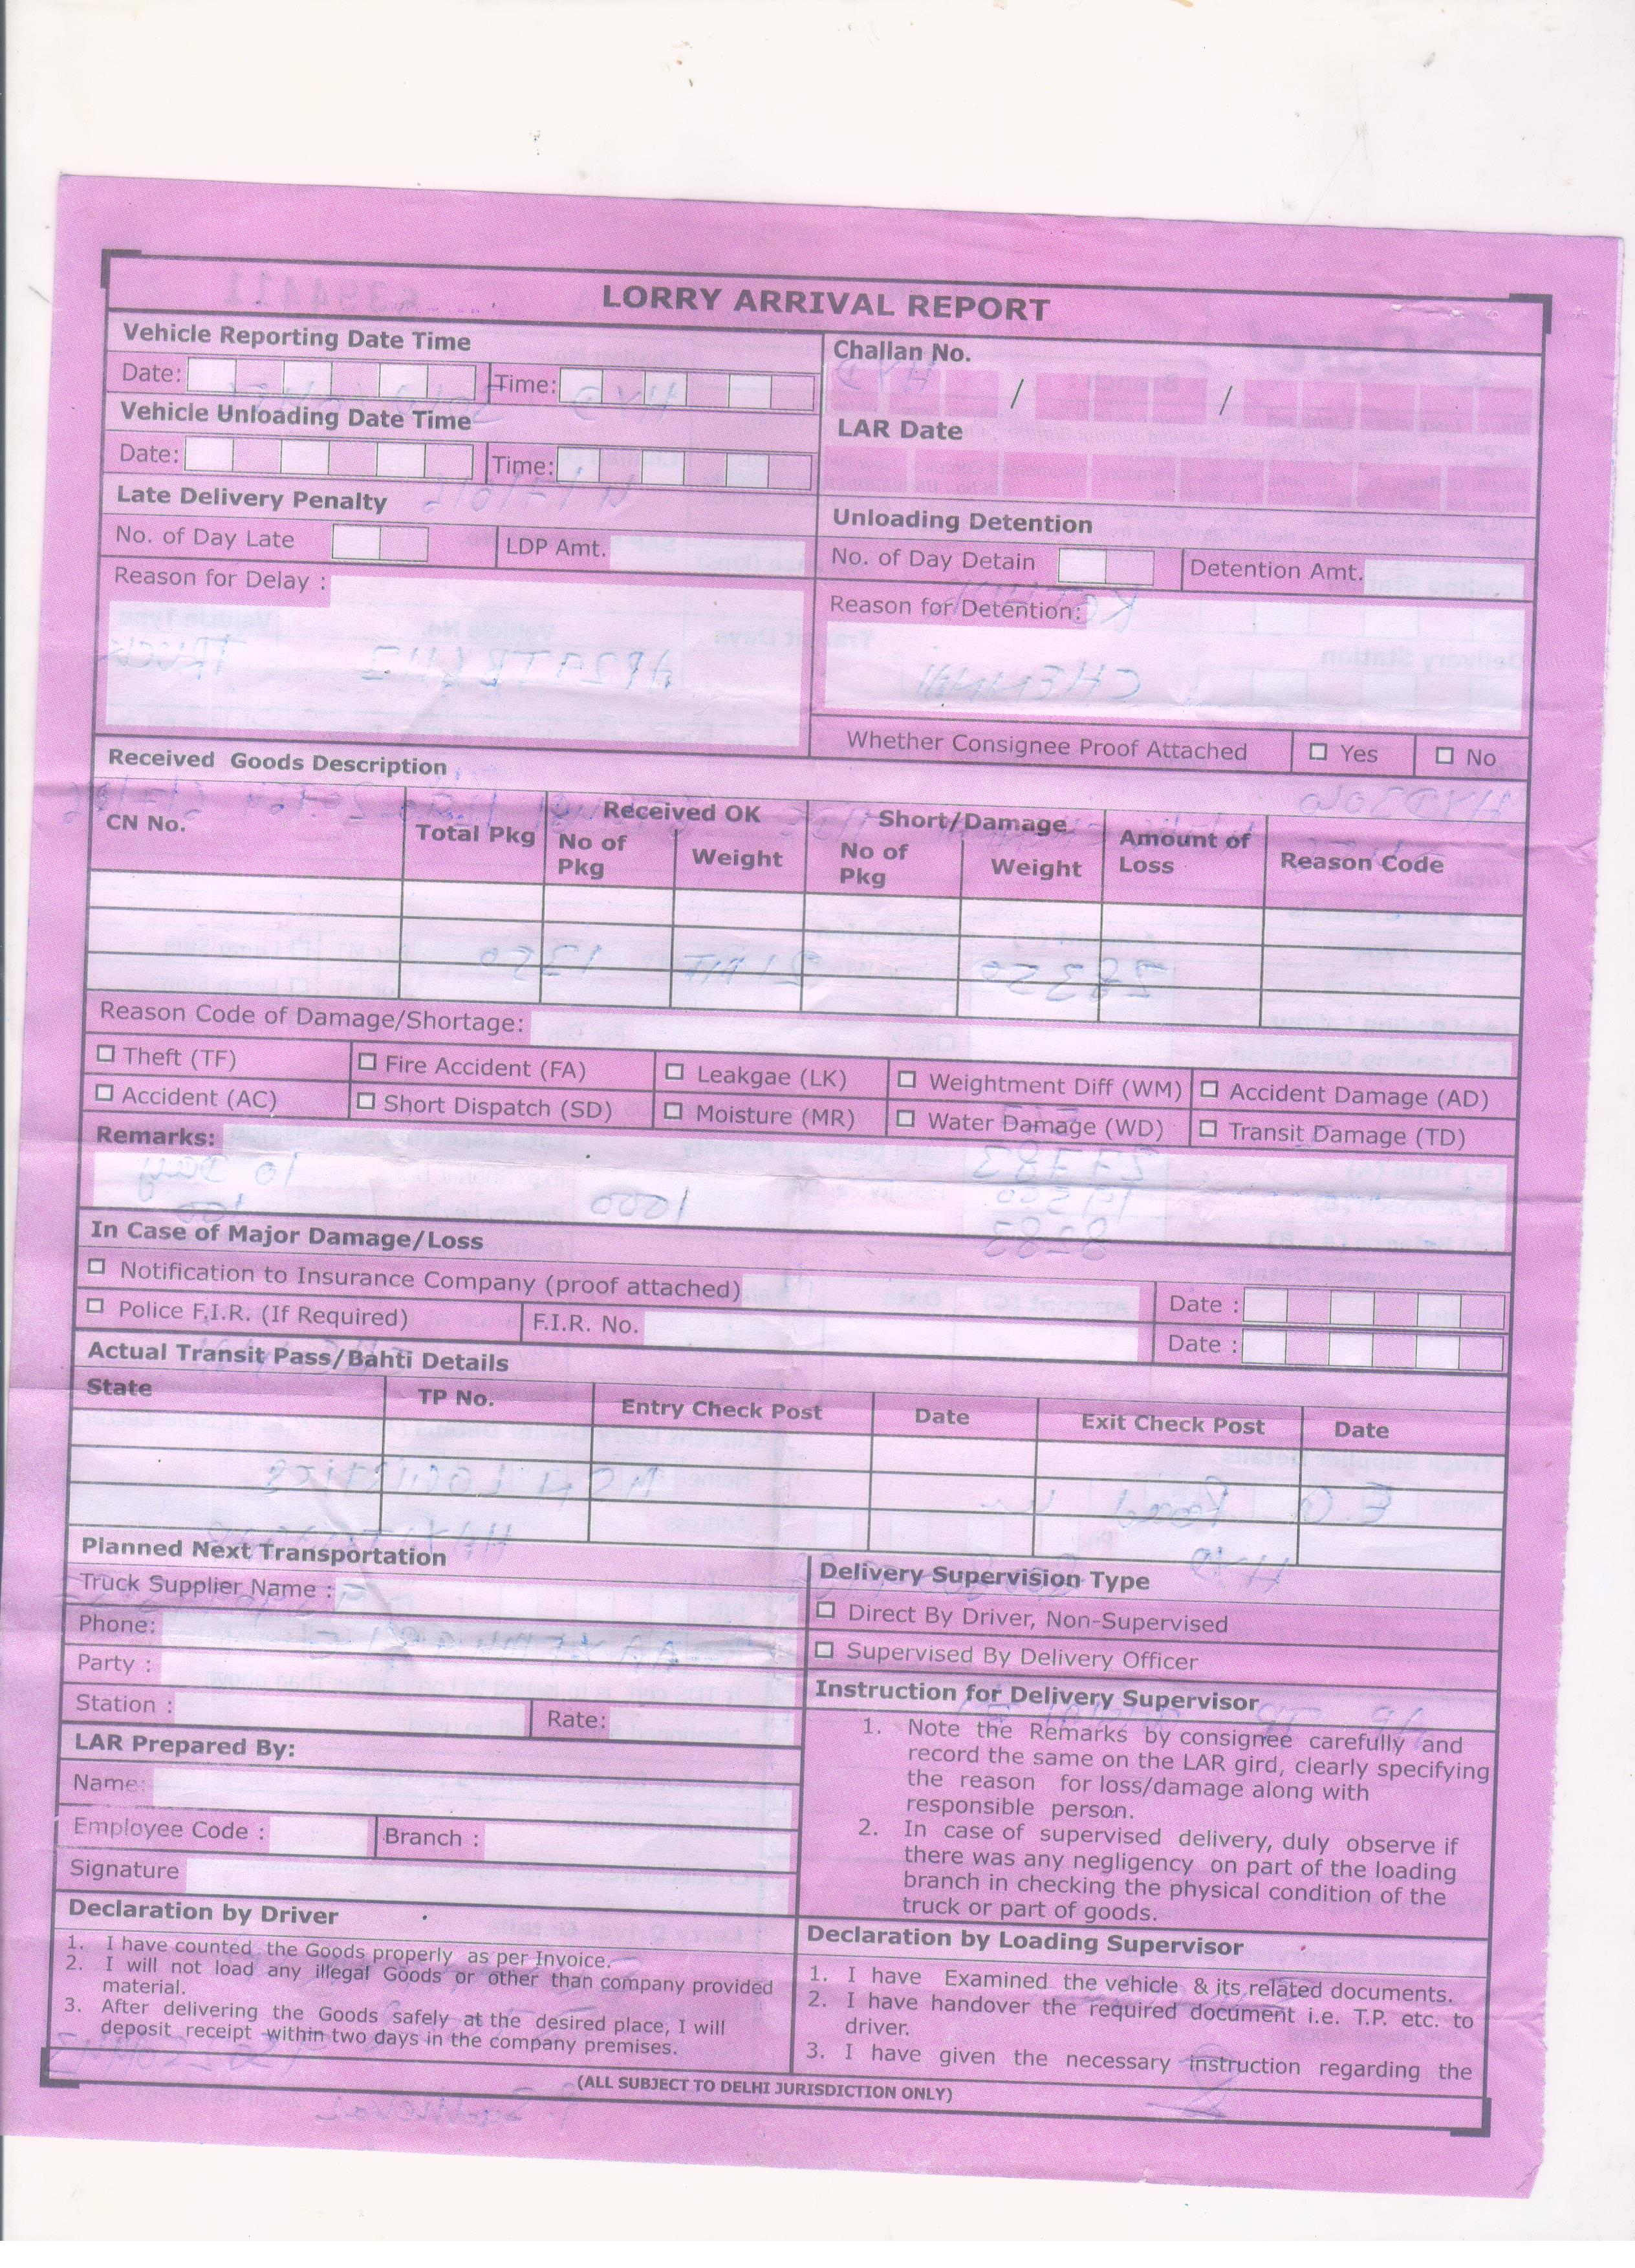 LORRY ARRIVAL REPORT
Vehicle Reporting Date Time
Date: Time:
Vehicle Unloading Date Time
Date: Time:
Late Delivery Penalty
No. of Day Late LDP Amt.
Reason for Delay :
Challan No.
/ /
LAR Date
Unloading Detention
No. of Day Detain Detention Amt.
Reason for Detention:
Whether Consignee Proof Attached Yes No
Received Goods Description
CN No. Total Pkg Received OK Short/Damage Amount of Loss Reason Code
No of Pkg Weight No of Pkg Weight
Reason Code of Damage/Shortage:
Theft (TF) Fire Accident (FA) Leakgae (LK) Weightment Diff (WM) Accident Damage (AD)
Accident (AC) Short Dispatch (SD) Moisture (MR) Water Damage (WD) Transit Damage (TD)
Remarks:
In Case of Major Damage/Loss
Notification to Insurance Company (proof attached) Date :
Police F.I.R. (If Required) F.I.R. No. Date :
Actual Transit Pass/Bahti Details
State TP No. Entry Check Post Date Exit Check Post Date
Planned Next Transportation
Truck Supplier Name :
Phone:
Party :
Station : Rate:
LAR Prepared By:
Name:
Employee Code : Branch :
Signature
Delivery Supervision Type
Direct By Driver, Non-Supervised
Supervised By Delivery Officer
Instruction for Delivery Supervisor
1. Note the Remarks by consignee carefully and
record the same on the LAR gird, clearly specifying
the reason for loss/damage along with
responsible person.
2. In case of supervised delivery, duly observe if
there was any negligency on part of the loading
branch in checking the physical condition of the
truck or part of goods.
Declaration by Driver
1. I have counted the Goods properly as per Invoice.
2. I will not load any illegal Goods or other than company provided
material.
3. After delivering the Goods safely at the desired place, I will
deposit receipt within two days in the company premises.
Declaration by Loading Supervisor
1. I have Examined the vehicle & its related documents.
2. I have handover the required document i.e. T.P. etc. to
driver.
3. I have given the necessary instruction regarding the
(ALL SUBJECT TO DELHI JURISDICTION ONLY)